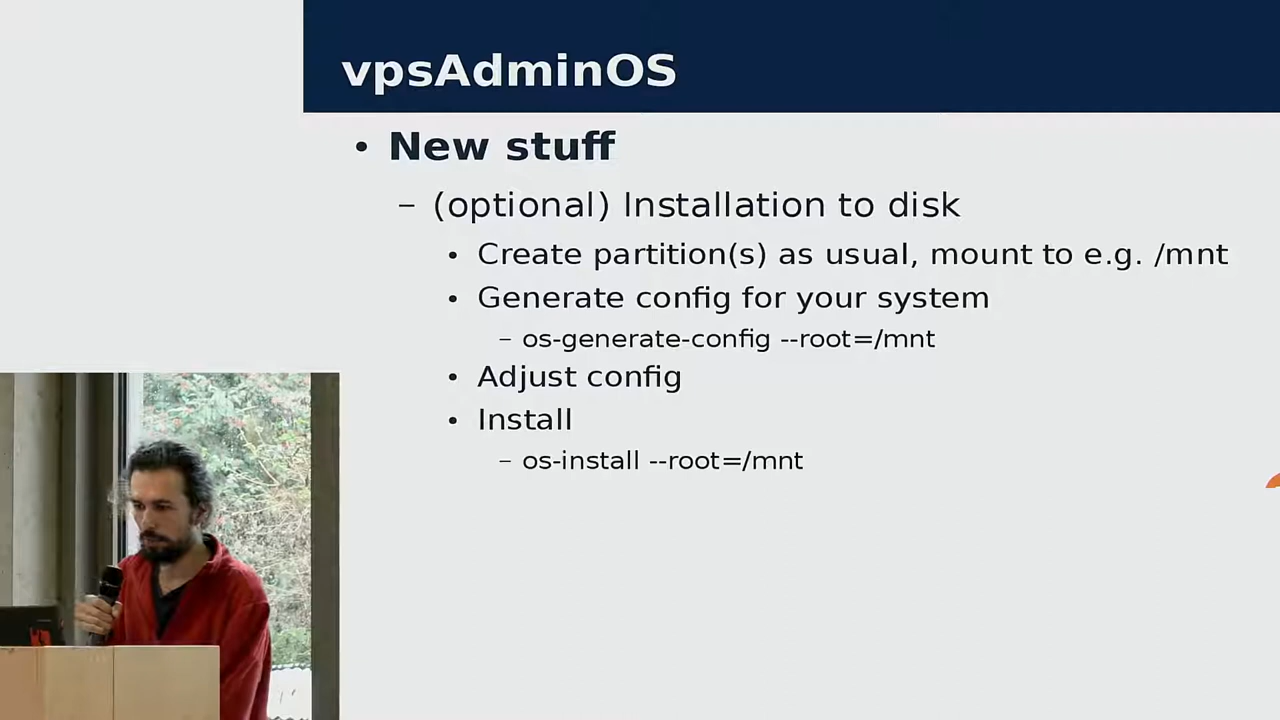 vpsAdminOS
• New stuff
– (optional) Installation to disk
• Create partition(s) as usual, mount to e.g. /mnt
• Generate config for your system
– os-generate-config --root=/mnt
• Adjust config
• Install
– os-install --root=/mnt